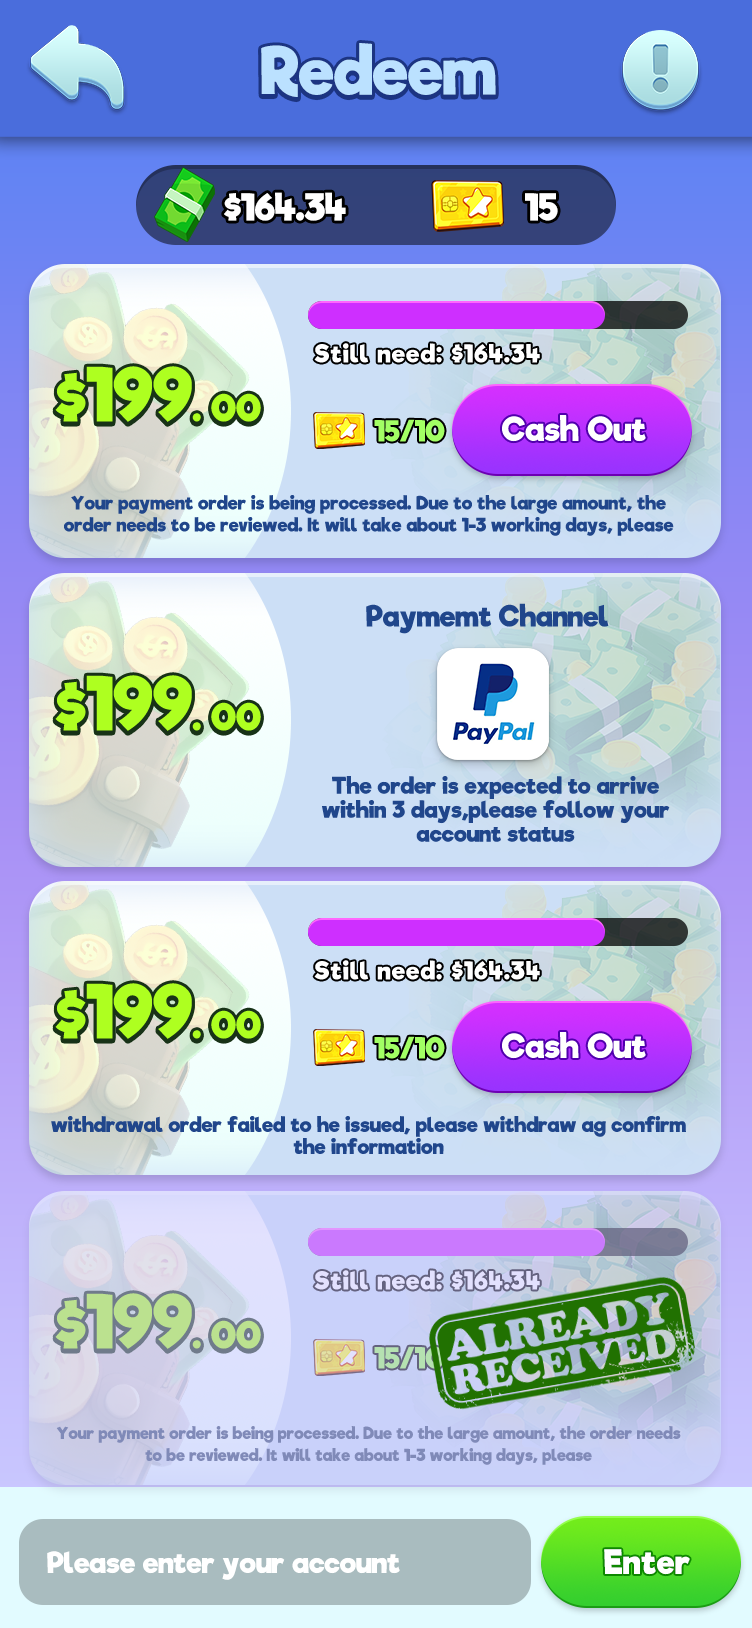 Redeem
$164.34 15
$199.00
Still need: $164.34
15/10 Cash Out
Your payment order is being processed. Due to the large amount, the
order needs to be reviewed. It will take about 1-3 working days, please
$199.00
Paymemt Channel
PayPal
The order is expected to arrive
within 3 days,please follow your
account status
$199.00
Still need: $164.34
15/10 Cash Out
withdrawal order failed to he issued, please withdraw ag confirm
the information
$199.00
Still need: $164.34
ALREADY
RECEIVED
Your payment order is being processed. Due to the large amount, the order needs
to be reviewed. It will take about 1-3 working days, please
Please enter your account Enter